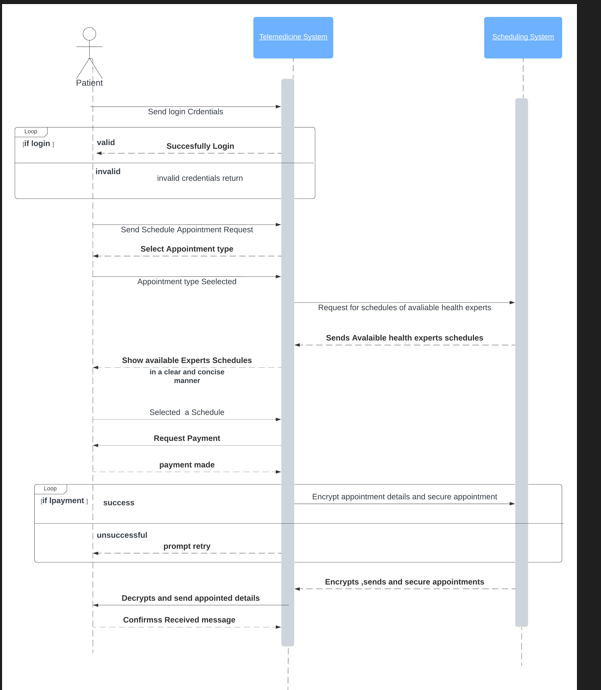 Telemedicine System
Scheduling System
Patient
Send login Crdentials
Loop
[if login ]
valid
Succesfully Login
invalid
invalid credentials return
Send Schedule Appointment Request
Select Appointment type
Appointment type Seelected
Request for schedules of avaliable health experts
Sends Avalaible health experts schedules
Show available Experts Schedules
in a clear and concise
manner
Selected a Schedule
Request Payment
payment made
Loop
[if lpayment ]
success
Encrypt appointment details and secure appointment
unsuccessful
prompt retry
Encrypts ,sends and secure appointments
Decrypts and send appointed details
Confirmss Received message